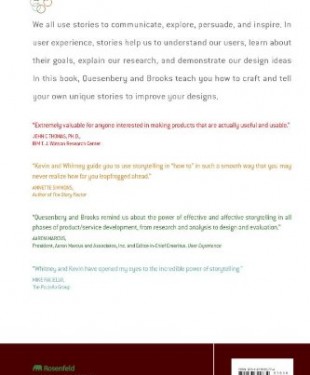 We all use stories to communicate, explore, persuade, and inspire. In
user experience, stories help us to understand our users, learn about
their goals, explain our research, and demonstrate our design ideas
In this book, Quesenbery and Brooks teach you how to craft and tell
your own unique stories to improve your designs.
"Extremely valuable for anyone interested in making products that are actually useful and usable."
JOHN C THOMAS, PH.D.,
IBM T. J. Watson Research Center
"Kevin and Whitney guide you to use storytelling in "how to" in such a smooth way that you may
never realize how far you leapfrogged ahead."
ANNETTE SIMMONS,
Author of The Story Factor
"Quesenbery and Brooks remind us about the power of effective and affective storytelling in all
phases of product/service development, from research and analysis to design and evaluation."
AARON MARCUS,
President, Aaron Marcus and Associates, Inc. and Editor-in-Chief Emeritus, User Experience
"Whitney and Kevin have opened my eyes to the incredible power of storytelling"
Rosenfeld